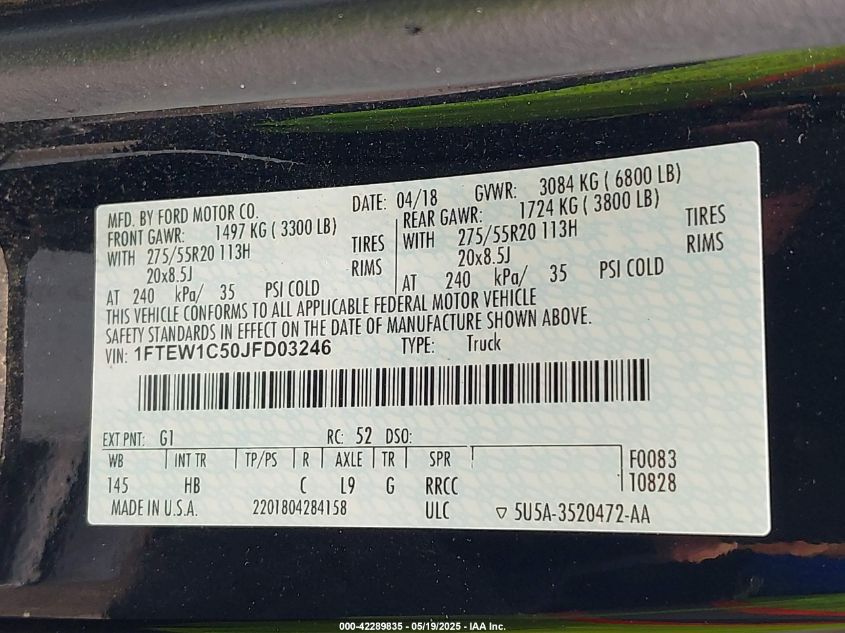 MFD. BY FORD MOTOR CO. DATE: 04/18 GVWR: 3084 KG ( 6800 LB)
FRONT GAWR: 1497 KG ( 3300 LB) REAR GAWR: 1724 KG ( 3800 LB)
WITH 275/55R20 113H TIRES WITH 275/55R20 113H TIRES
20x8.5J RIMS 20x8.5J RIMS
AT 240 kPa/ 35 PSI COLD AT 240 kPa/ 35 PSI COLD
THIS VEHICLE CONFORMS TO ALL APPLICABLE FEDERAL MOTOR VEHICLE
SAFETY STANDARDS IN EFFECT ON THE DATE OF MANUFACTURE SHOWN ABOVE.
VIN: 1FTEW1C50JFD03246 TYPE: Truck
EXT PNT: G1 RC: 52 DSO:
WB INT TR TP/PS R AXLE TR SPR F0083
145 HB C L9 G RRCC T0828
MADE IN U.S.A. 2201804284158 ULC ▽ 5U5A-3520472-AA
000-42289835 - 05/19/2025 - IAA Inc.